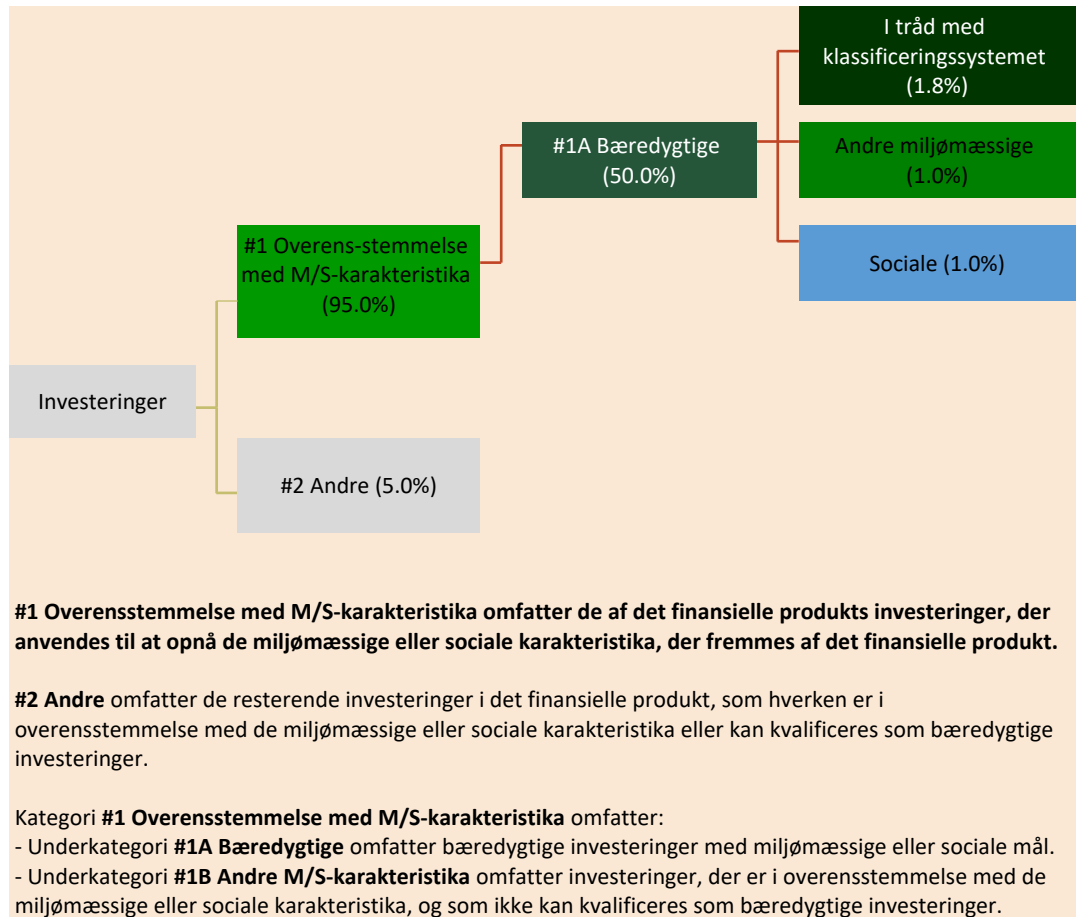 I tråd med
klassificeringssystemet
(1.8%)
#1A Bæredygtige
(50.0%)
Andre miljømæssige
(1.0%)
#1 Overens-stemmelse
med M/S-karakteristika
(95.0%)
Sociale (1.0%)
Investeringer
#2 Andre (5.0%)
#1 Overensstemmelse med M/S-karakteristika omfatter de af det finansielle produkts investeringer, der
anvendes til at opnå de miljømæssige eller sociale karakteristika, der fremmes af det finansielle produkt.
#2 Andre omfatter de resterende investeringer i det finansielle produkt, som hverken er i
overensstemmelse med de miljømæssige eller sociale karakteristika eller kan kvalificeres som bæredygtige
investeringer.
Kategori #1 Overensstemmelse med M/S-karakteristika omfatter:
- Underkategori #1A Bæredygtige omfatter bæredygtige investeringer med miljømæssige eller sociale mål.
- Underkategori #1B Andre M/S-karakteristika omfatter investeringer, der er i overensstemmelse med de
miljømæssige eller sociale karakteristika, og som ikke kan kvalificeres som bæredygtige investeringer.